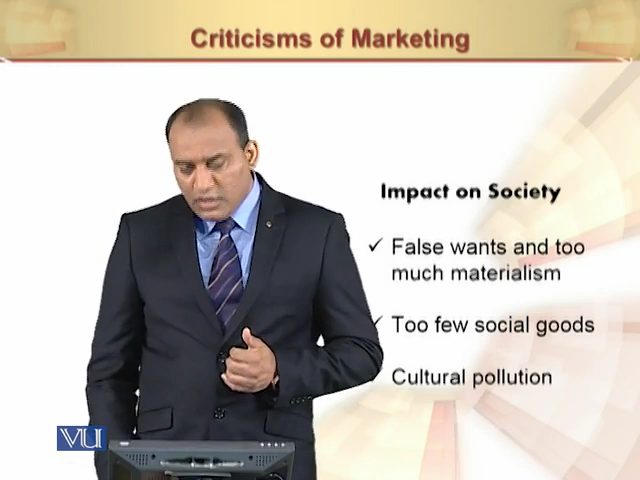 Criticisms of Marketing
Impact on Society
✓ False wants and too
much materialism
✓ Too few social goods
Cultural pollution
VU